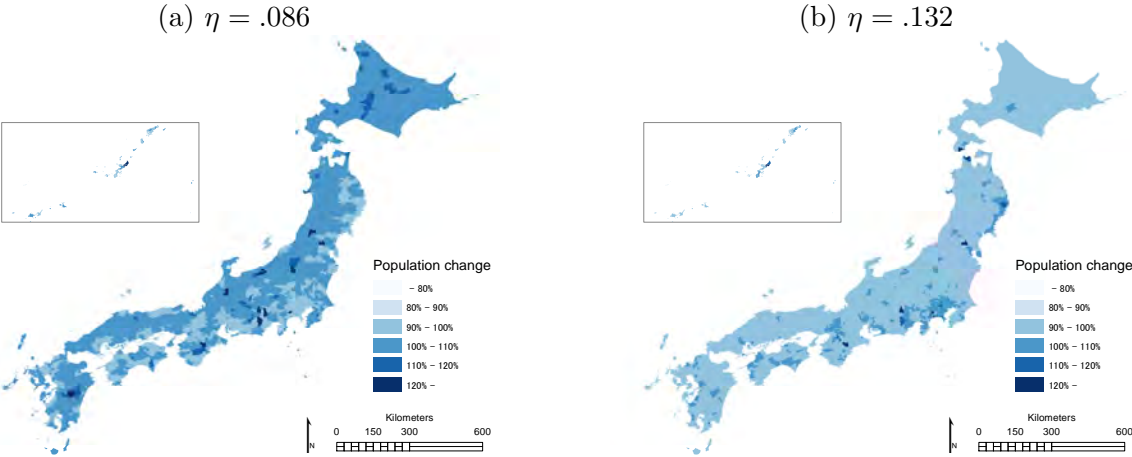 (a) η = .086
Population change
- 80%
80% - 90%
90% - 100%
100% - 110%
110% - 120%
120% -
Kilometers
0 150 300 600
N
(b) η = .132
Population change
- 80%
80% - 90%
90% - 100%
100% - 110%
110% - 120%
120% -
Kilometers
0 150 300 600
N